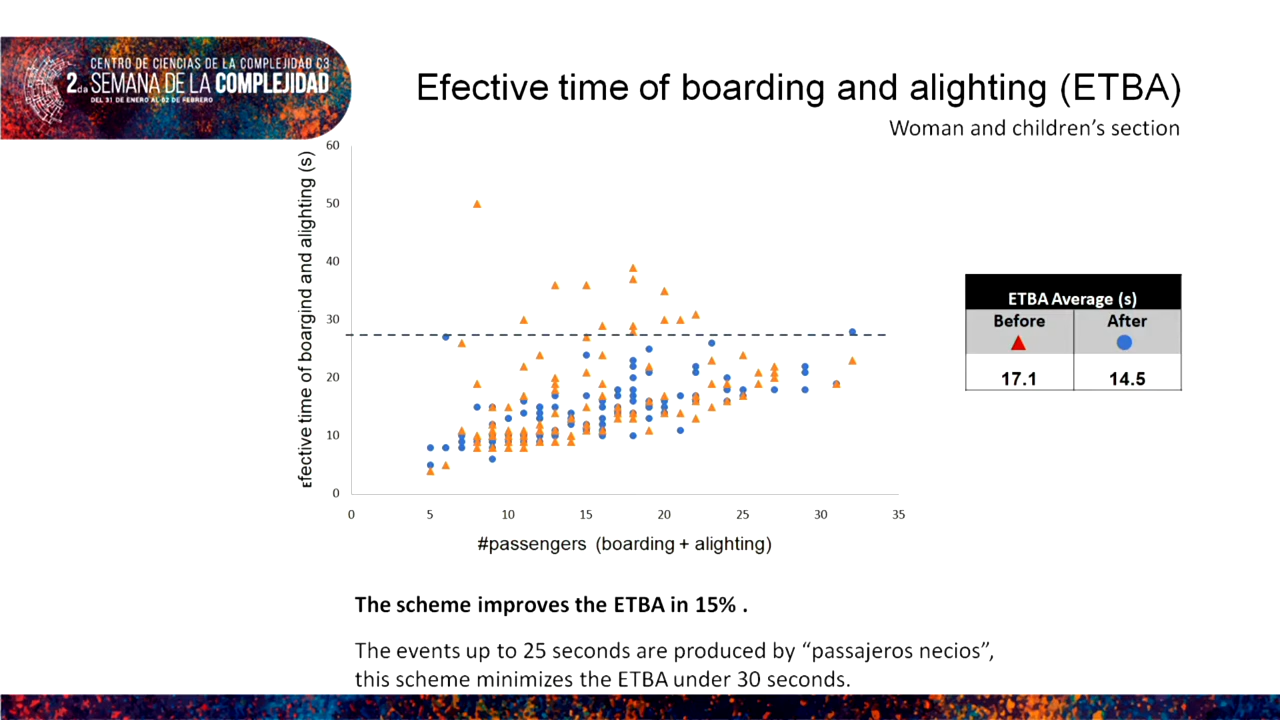 CENTRO DE CIENCIAS DE LA COMPLEJIDAD C3
2.da SEMANA DE LA COMPLEJIDAD
DEL 31 DE ENERO AL 02 DE FEBRERO
Efective time of boarding and alighting (ETBA)
Woman and children's section
Efective time of boargind and alighting (s)
60
50
40
30
20
10
0
0 5 10 15 20 25 30 35
#passengers (boarding + alighting)
ETBA Average (s)
Before After
17.1 14.5
The scheme improves the ETBA in 15% .
The events up to 25 seconds are produced by “passajeros necios”,
this scheme minimizes the ETBA under 30 seconds.